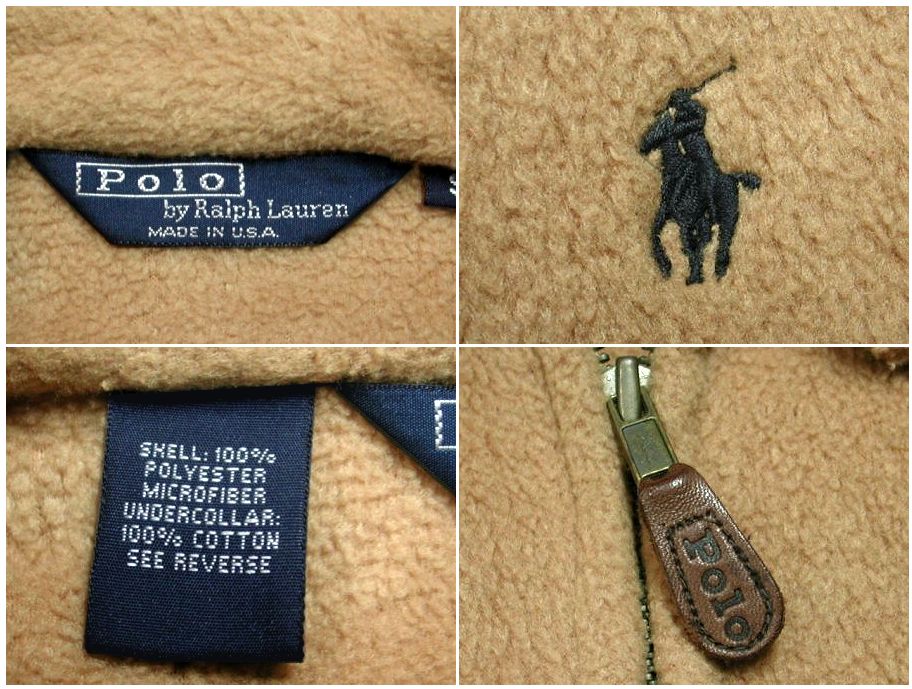 Polo
by Ralph Lauren
MADE IN U.S.A.
S
SHELL: 100%
POLYESTER
MICROFIBER
UNDERCOLLAR:
100% COTTON
SEE REVERSE
Polo